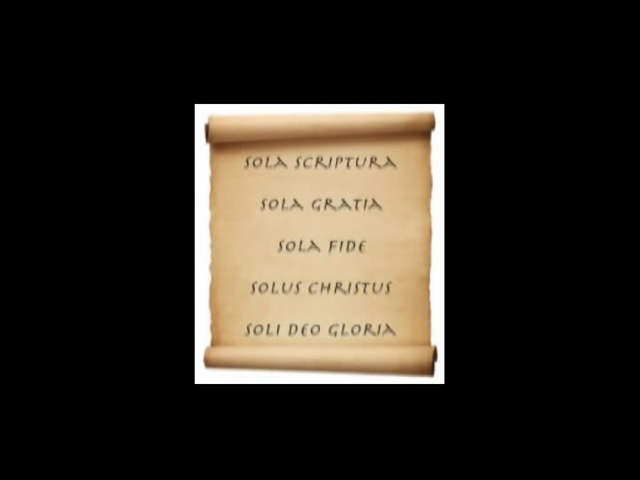 SOLA SCRIPTURA
SOLA GRATIA
SOLA FIDE
SOLUS CHRISTUS
SOLI DEO GLORIA